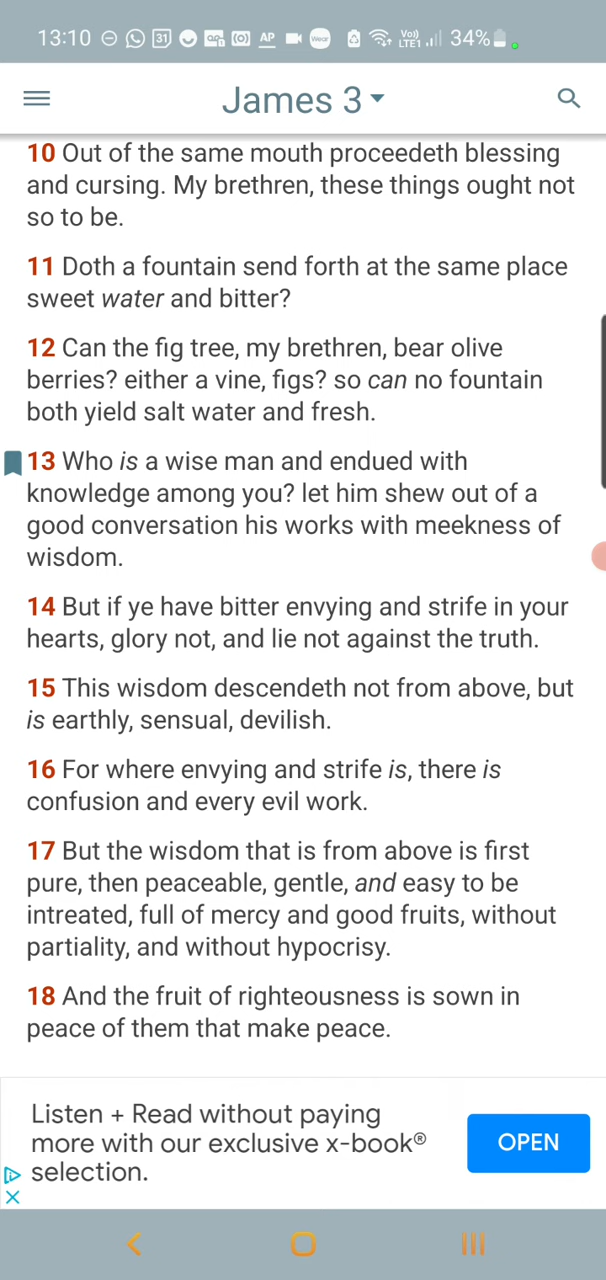 13:10
31
AP
Wear
Vo))
LTE1
34%
James 3
10 Out of the same mouth proceedeth blessing
and cursing. My brethren, these things ought not
so to be.
11 Doth a fountain send forth at the same place
sweet water and bitter?
12 Can the fig tree, my brethren, bear olive
berries? either a vine, figs? so can no fountain
both yield salt water and fresh.
13 Who is a wise man and endued with
knowledge among you? let him shew out of a
good conversation his works with meekness of
wisdom.
14 But if ye have bitter envying and strife in your
hearts, glory not, and lie not against the truth.
15 This wisdom descendeth not from above, but
is earthly, sensual, devilish.
16 For where envying and strife is, there is
confusion and every evil work.
17 But the wisdom that is from above is first
pure, then peaceable, gentle, and easy to be
intreated, full of mercy and good fruits, without
partiality, and without hypocrisy.
18 And the fruit of righteousness is sown in
peace of them that make peace.
Listen + Read without paying
more with our exclusive x-book®
selection.
OPEN